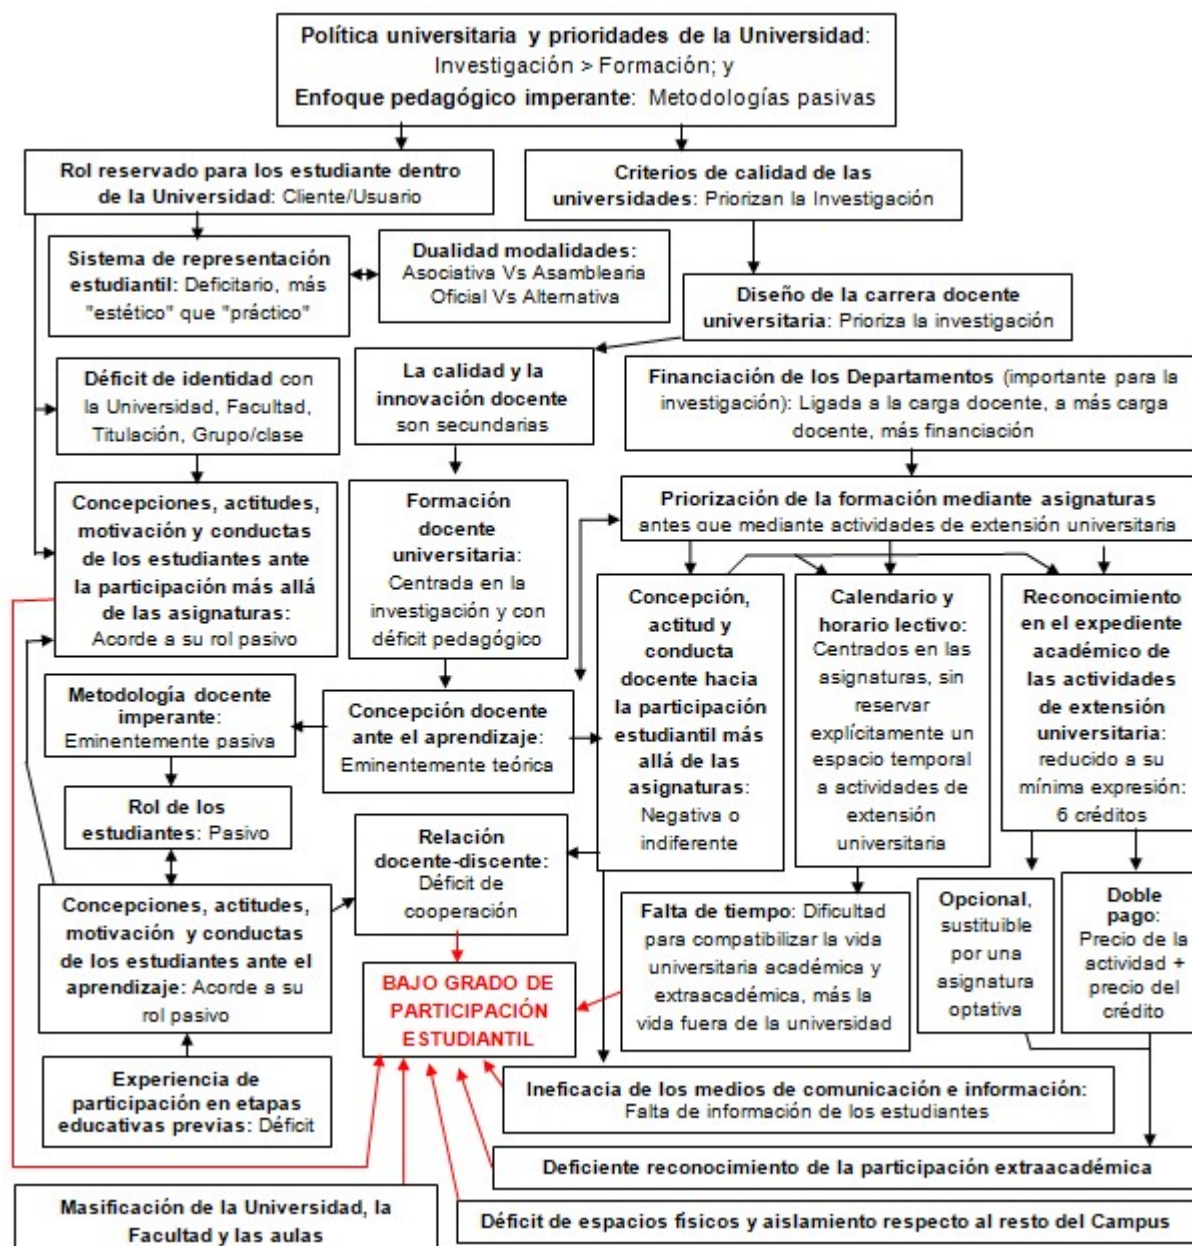 Política universitaria y prioridades de la Universidad:
Investigación > Formación; y
Enfoque pedagógico imperante: Metodologías pasivas
Rol reservado para los estudiante dentro
de la Universidad: Cliente/Usuario
Criterios de calidad de las
universidades: Priorizan la Investigación
Sistema de representación
estudiantil: Deficitario, más
"estético" que "práctico"
Dualidad modalidades:
Asociativa Vs Asamblearia
Oficial Vs Alternativa
Diseño de la carrera docente
universitaria: Prioriza la investigación
Déficit de identidad con
la Universidad, Facultad,
Titulación, Grupo/clase
La calidad y la
innovación docente
son secundarias
Financiación de los Departamentos (importante para la
investigación): Ligada a la carga docente, a más carga
docente, más financiación
Concepciones, actitudes,
motivación y conductas
de los estudiantes ante
la participación más allá
de las asignaturas:
Acorde a su rol pasivo
Formación
docente
universitaria:
Centrada en la
investigación y con
déficit pedagógico
Priorización de la formación mediante asignaturas
antes que mediante actividades de extensión universitaria
Concepción,
actitud y
conducta
docente hacia
la participación
estudiantil más
allá de las
asignaturas:
Negativa o
indiferente
Calendario y
horario lectivo:
Centrados en las
asignaturas, sin
reservar
explícitamente un
espacio temporal
a actividades de
extensión
universitaria
Reconocimiento
en el expediente
académico de
las actividades
de extensión
universitaria:
reducido a su
mínima expresión:
6 créditos
Metodología docente
imperante:
Eminentemente pasiva
Concepción docente
ante el aprendizaje:
Eminentemente teórica
Rol de los
estudiantes: Pasivo
Relación
docente-discente:
Déficit de
cooperación
Concepciones, actitudes,
motivación y conductas
de los estudiantes ante el
aprendizaje: Acorde a su
rol pasivo
Falta de tiempo: Dificultad
para compatibilizar la vida
universitaria académica y
extraacadémica, más la
vida fuera de la universidad
Opcional,
sustituible
por una
asignatura
optativa
Doble
pago:
Precio de la
actividad +
precio del
crédito
BAJO GRADO DE
PARTICIPACIÓN
ESTUDIANTIL
Experiencia de
participación en etapas
educativas previas: Déficit
Ineficacia de los medios de comunicación e información:
Falta de información de los estudiantes
Deficiente reconocimiento de la participación extraacadémica
Masificación de la Universidad, la
Facultad y las aulas
Déficit de espacios físicos y aislamiento respecto al resto del Campus